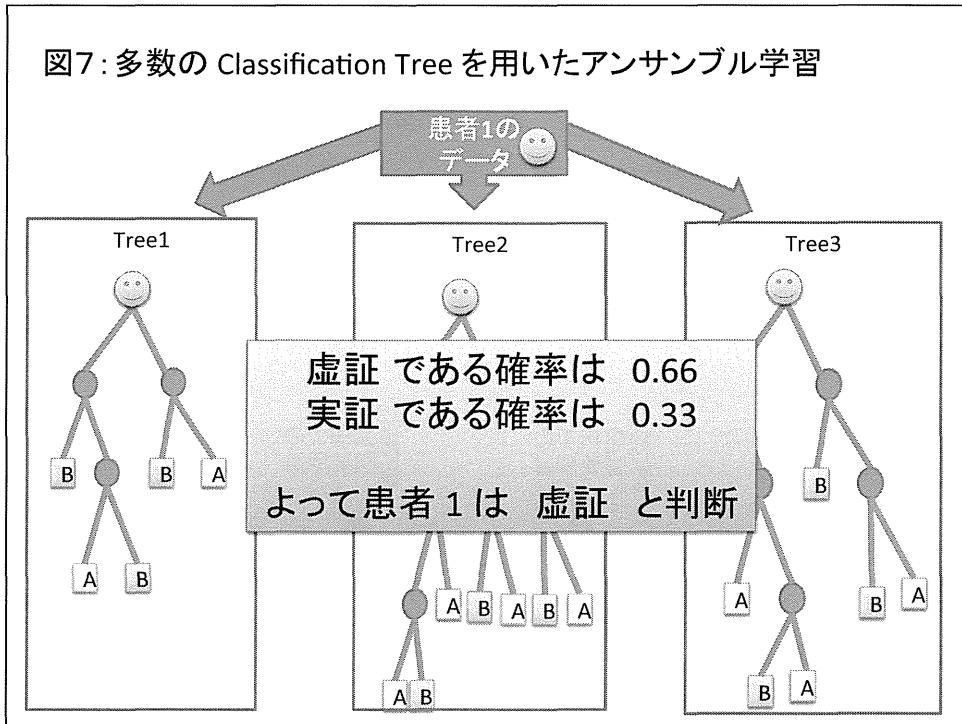 図7:多数の Classification Tree を用いたアンサンブル学習
患者1の
データ
Tree1
Tree2
Tree3
虚証 である確率は 0.66
実証 である確率は 0.33
よって患者 1 は 虚証 と判断
B
B
A
A
B
B
A
B
A
B
A
A
B
A
B
A
B
A
B
A